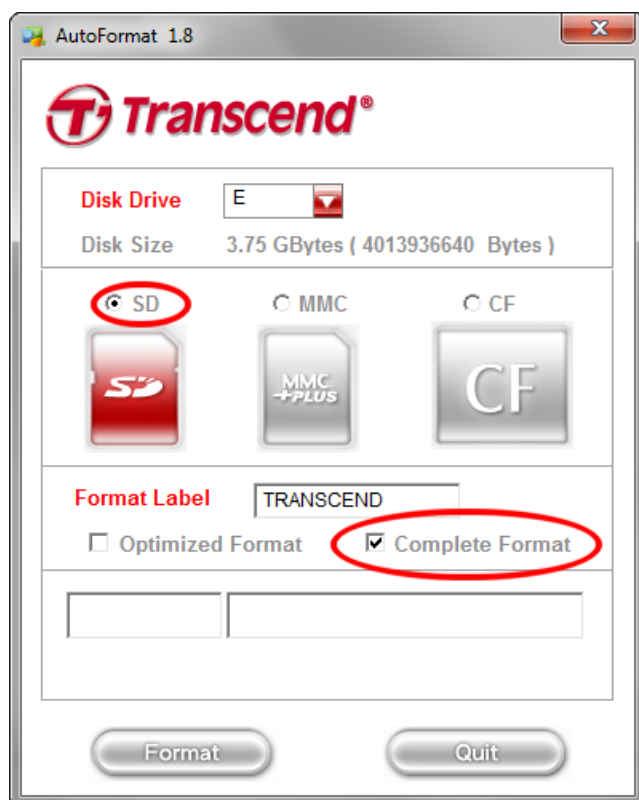 AutoFormat 1.8
Transcend®
Disk Drive E
Disk Size 3.75 GBytes ( 4013936640 Bytes )
SD MMC CF
SD MMC +PLUS CF
Format Label TRANSCEND
Optimized Format Complete Format
Format Quit